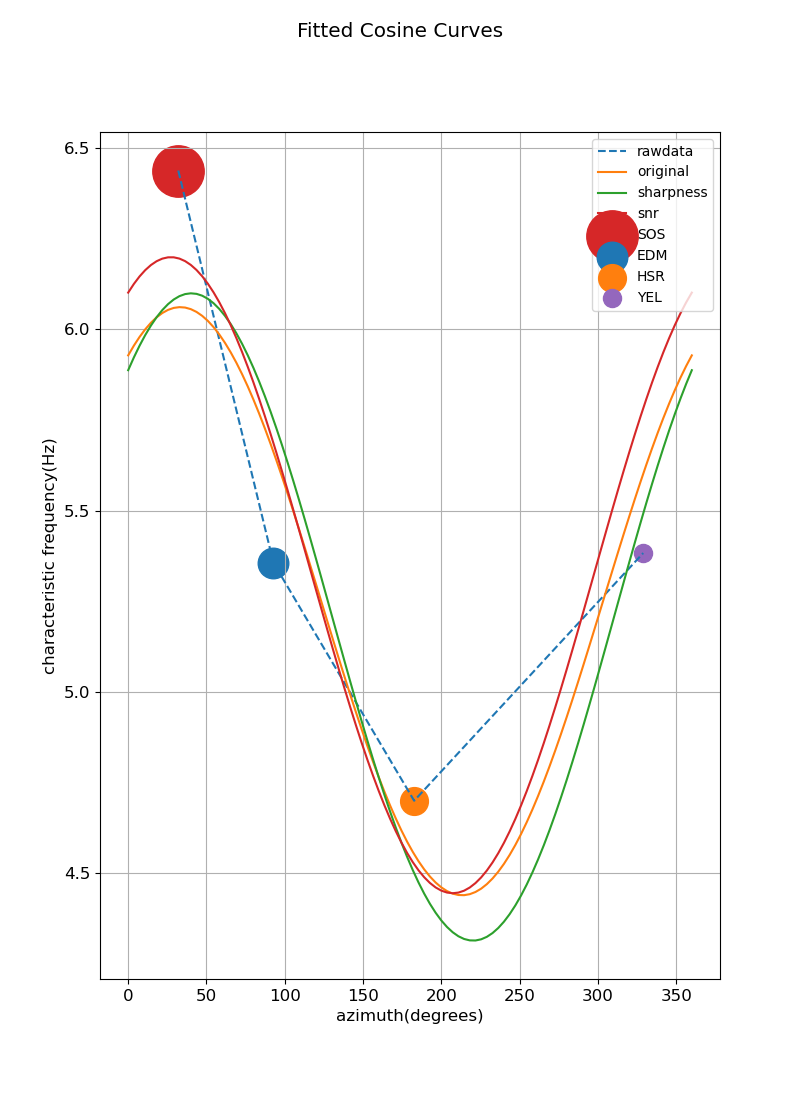 Fitted Cosine Curves
6.5
6.0
5.5
5.0
4.5
characteristic frequency(Hz)
rawdata
original
sharpness
snr
SOS
EDM
HSR
YEL
0 50 100 150 200 250 300 350
azimuth(degrees)